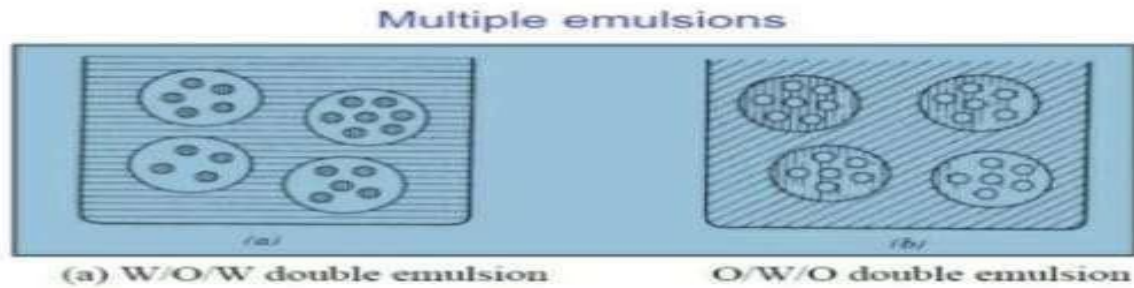 Multiple emulsions
(a) (b)
(a) W/O/W double emulsion O/W/O double emulsion